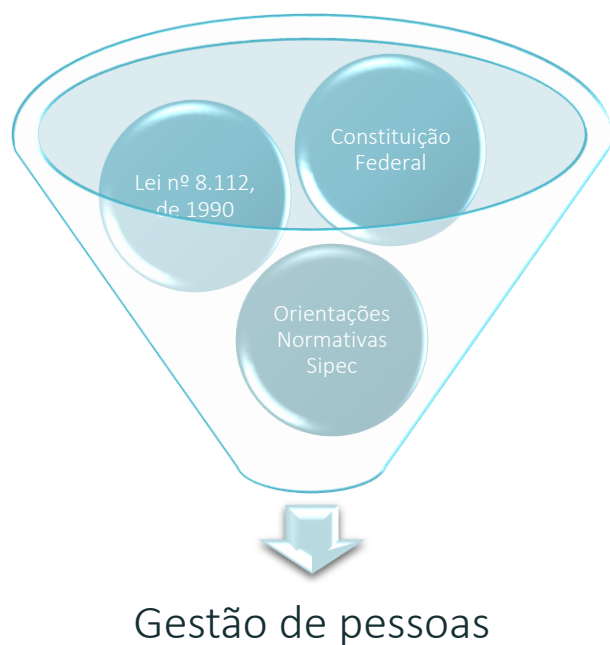 Constituição
Federal
Lei nº 8.112,
de 1990
Orientações
Normativas
Sipec
Gestão de pessoas